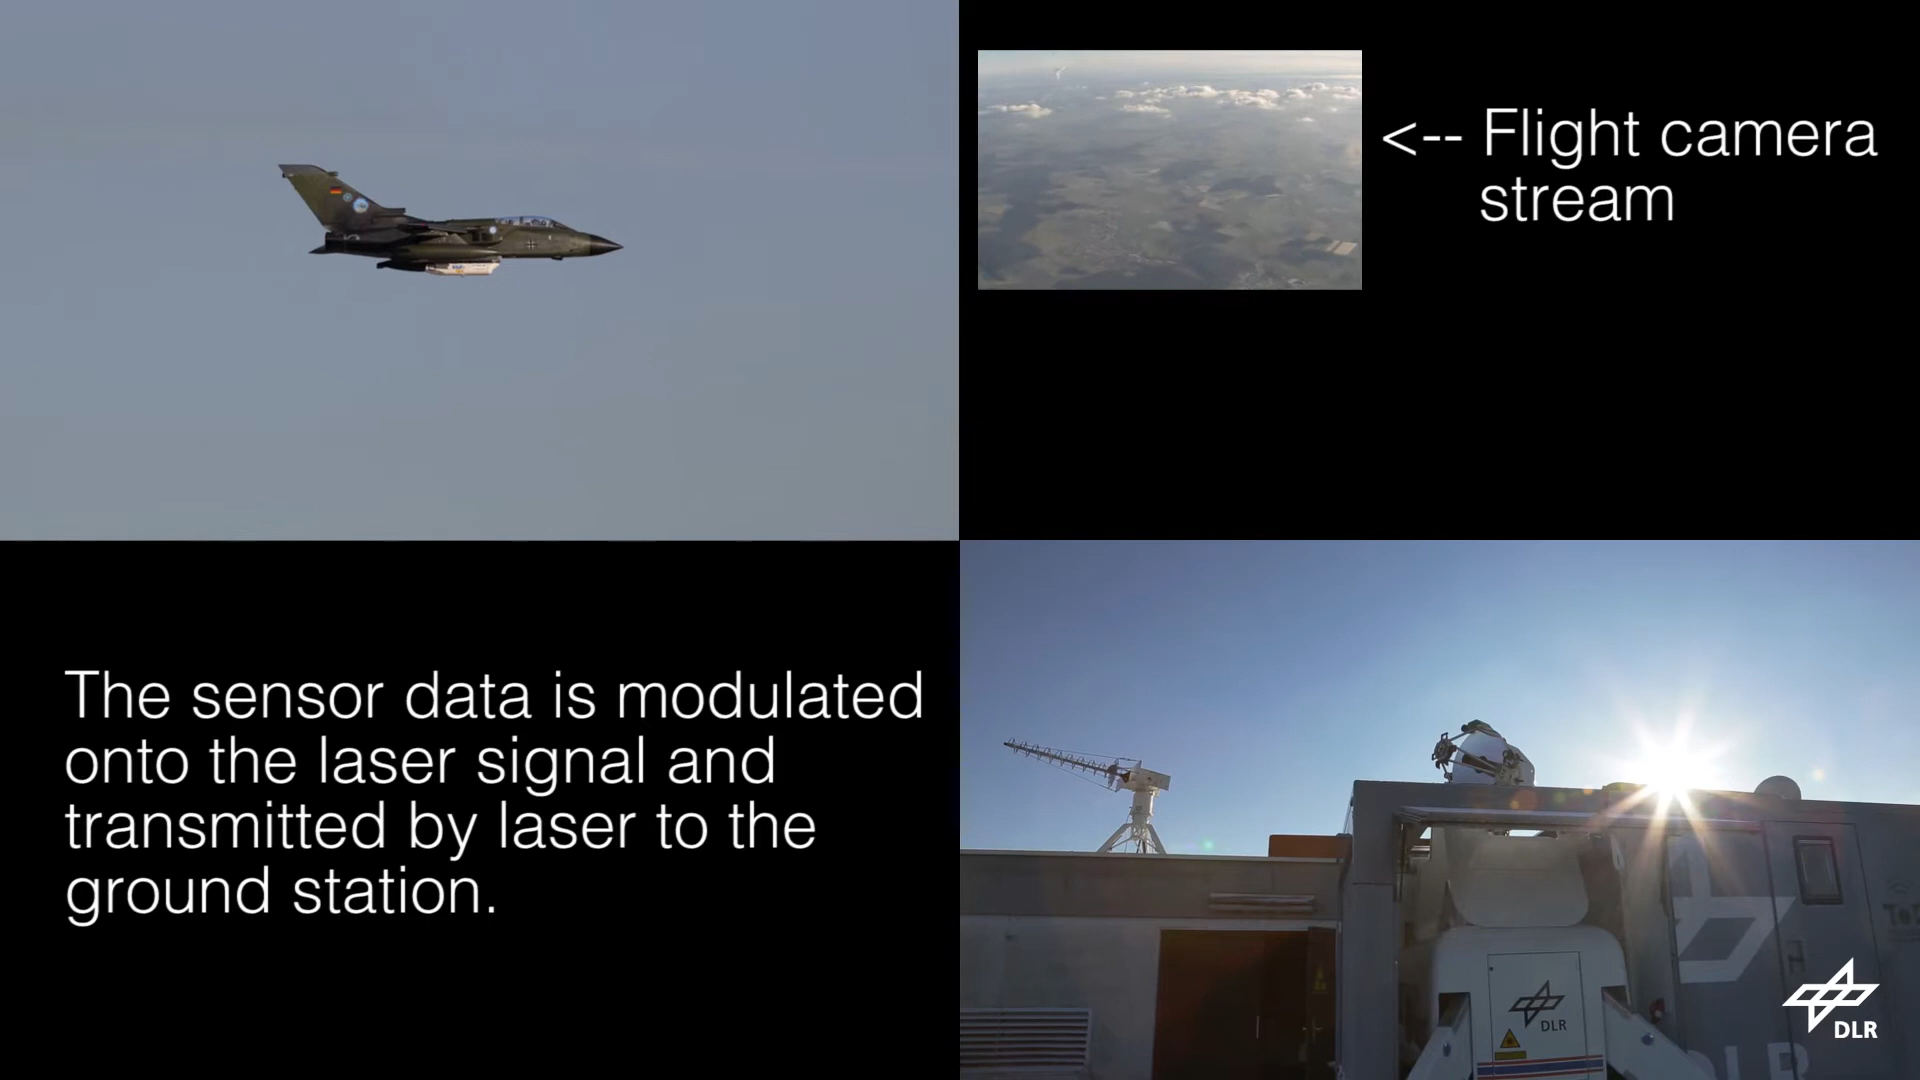 <-- Flight camera
stream
The sensor data is modulated
onto the laser signal and
transmitted by laser to the
ground station.
DLR
DLR
DLR